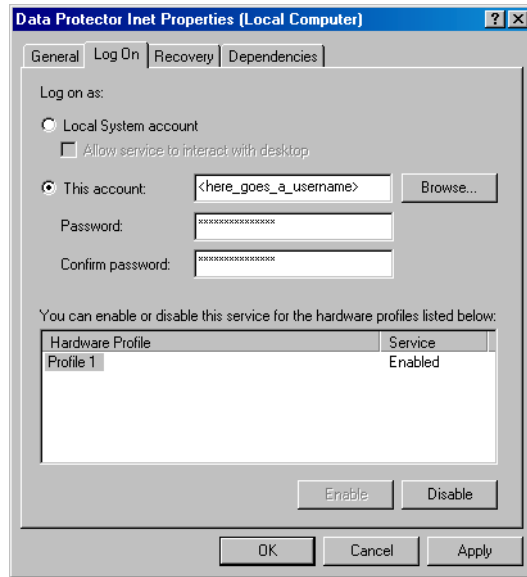 Data Protector Inet Properties (Local Computer)
General Log On Recovery Dependencies
Log on as:
Local System account
Allow service to interact with desktop
This account: <here_goes_a_username> Browse...
Password: xxxxxxxxxxxxxxx
Confirm password: xxxxxxxxxxxxxxx
You can enable or disable this service for the hardware profiles listed below:
Hardware Profile Service
Profile 1 Enabled
Enable Disable
OK Cancel Apply